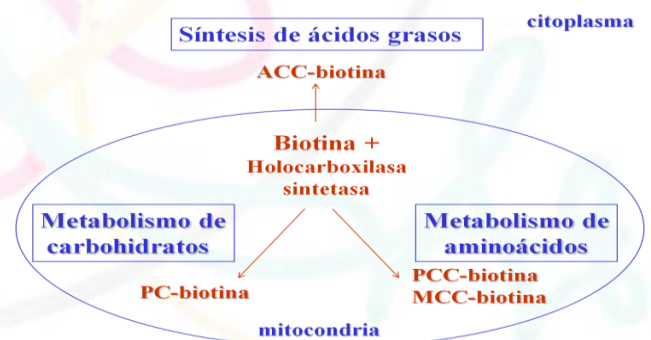 citoplasma
Síntesis de ácidos grasos
ACC-biotina
Biotina +
Holocarboxilasa
sintetasa
Metabolismo de
carbohidratos
Metabolismo de
aminoácidos
PC-biotina
PCC-biotina
MCC-biotina
mitocondria